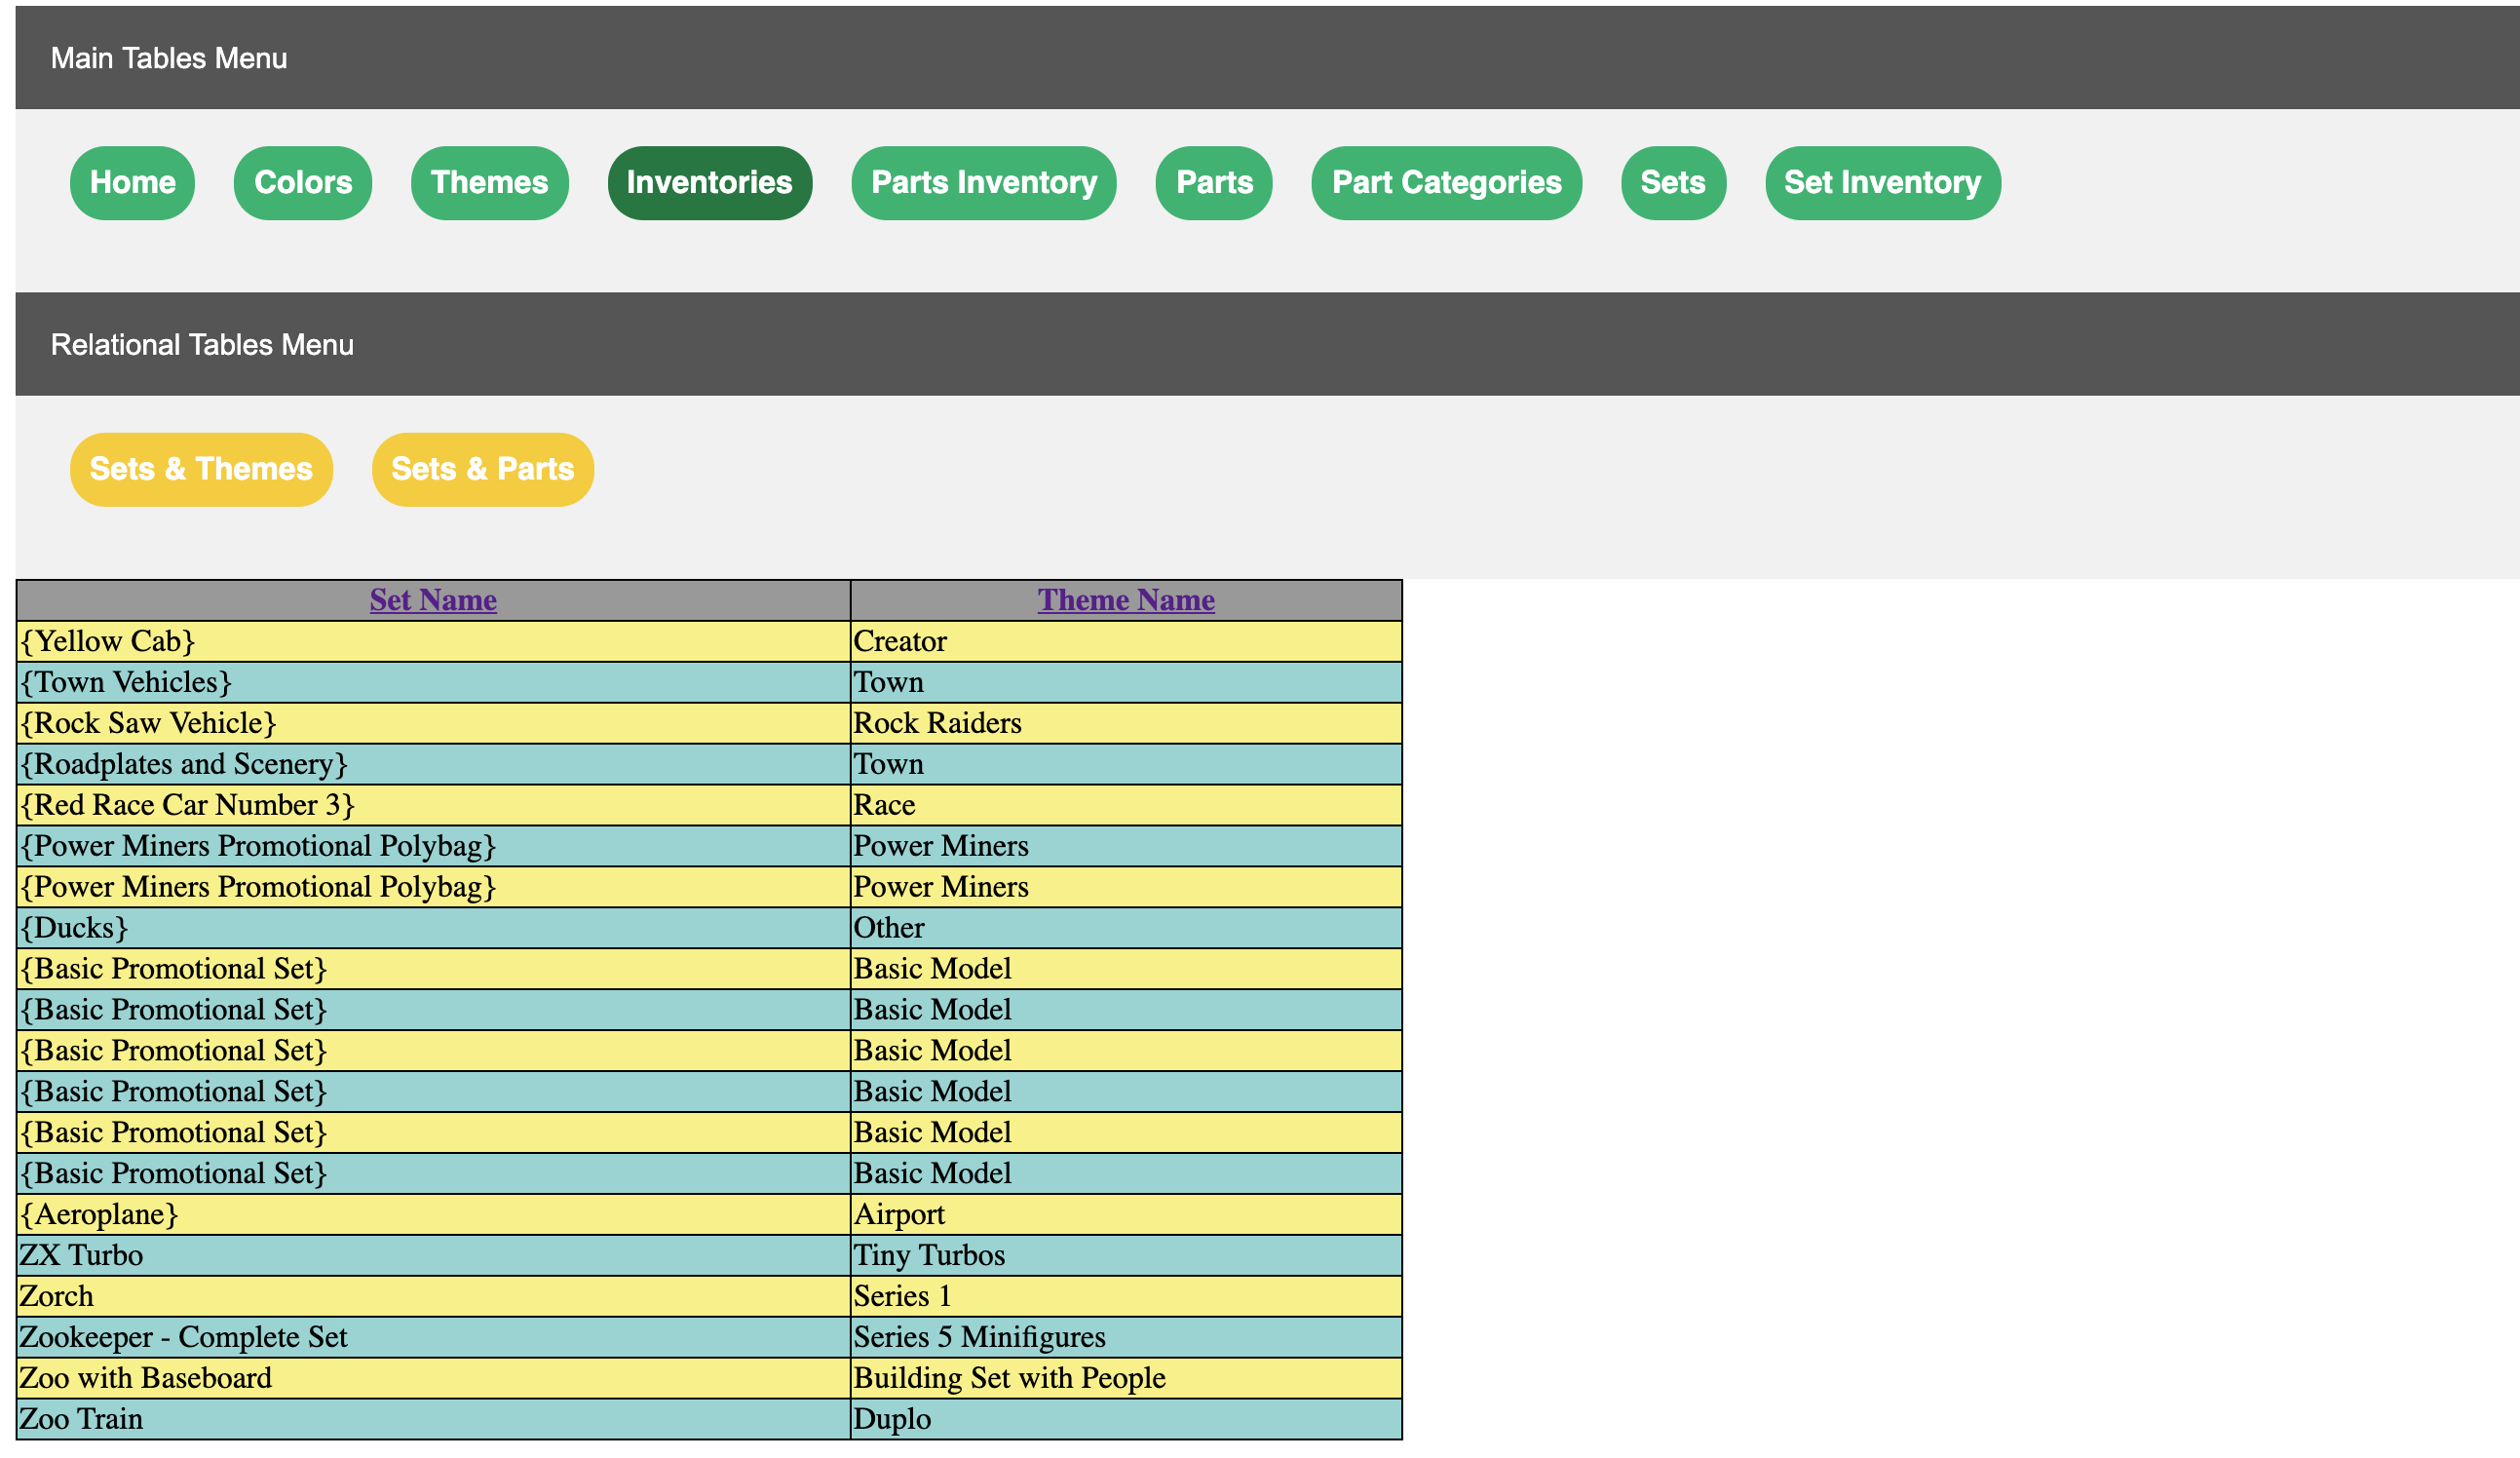 Main Tables Menu
Home Colors Themes Inventories Parts Inventory Parts Part Categories Sets Set Inventory
Relational Tables Menu
Sets & Themes Sets & Parts
Set Name Theme Name
{Yellow Cab} Creator
{Town Vehicles} Town
{Rock Saw Vehicle} Rock Raiders
{Roadplates and Scenery} Town
{Red Race Car Number 3} Race
{Power Miners Promotional Polybag} Power Miners
{Power Miners Promotional Polybag} Power Miners
{Ducks} Other
{Basic Promotional Set} Basic Model
{Basic Promotional Set} Basic Model
{Basic Promotional Set} Basic Model
{Basic Promotional Set} Basic Model
{Basic Promotional Set} Basic Model
{Basic Promotional Set} Basic Model
{Aeroplane} Airport
ZX Turbo Tiny Turbos
Zorch Series 1
Zookeeper - Complete Set Series 5 Minifigures
Zoo with Baseboard Building Set with People
Zoo Train Duplo